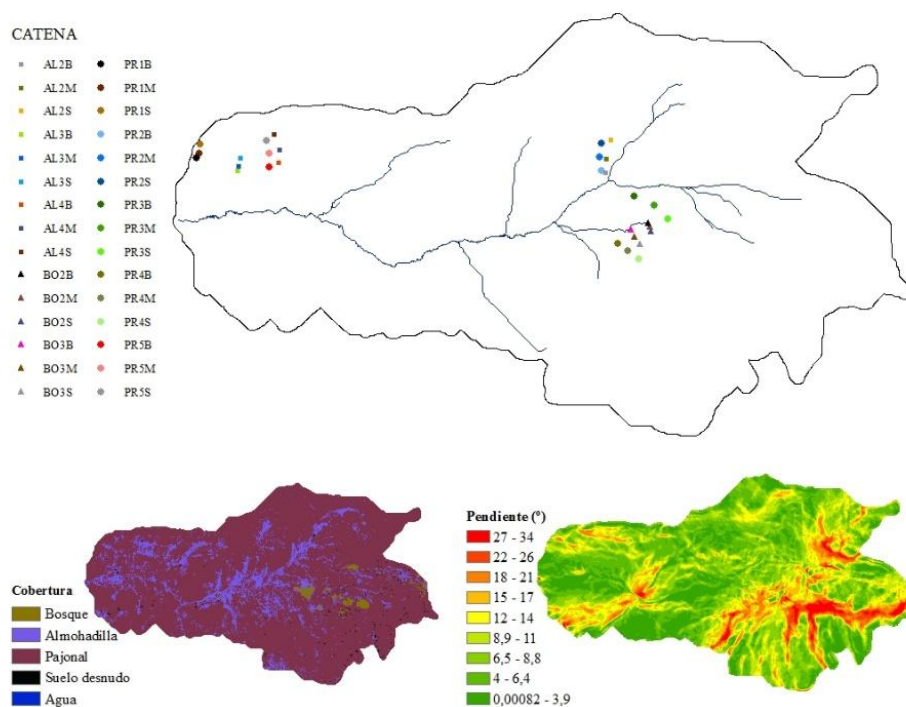 CATENA
AL2B PR1B
AL2M PR1M
AL2S PR1S
AL3B PR2B
AL3M PR2M
AL3S PR2S
AL4B PR3B
AL4M PR3M
AL4S PR3S
BO2B PR4B
BO2M PR4M
BO2S PR4S
BO3B PR5B
BO3M PR5M
BO3S PR5S
Cobertura
Bosque
Almohadilla
Pajonal
Suelo desnudo
Agua
Pendiente (°)
27 - 34
22 - 26
18 - 21
15 - 17
12 - 14
8,9 - 11
6,5 - 8,8
4 - 6,4
0,00082 - 3,9